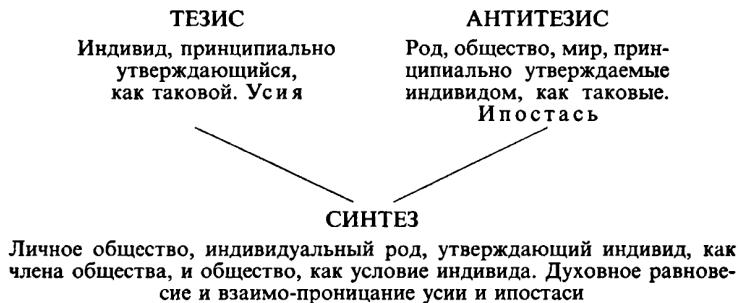 ТЕЗИС
Индивид, принципиально
утверждающийся,
как таковой. Усия
АНТИТЕЗИС
Род, общество, мир, прин-
ципиально утверждаемые
индивидом, как таковые.
Ипостась
СИНТЕЗ
Личное общество, индивидуальный род, утверждающий индивид, как
члена общества, и общество, как условие индивида. Духовное равнове-
сие и взаимо-проницание усии и ипостаси